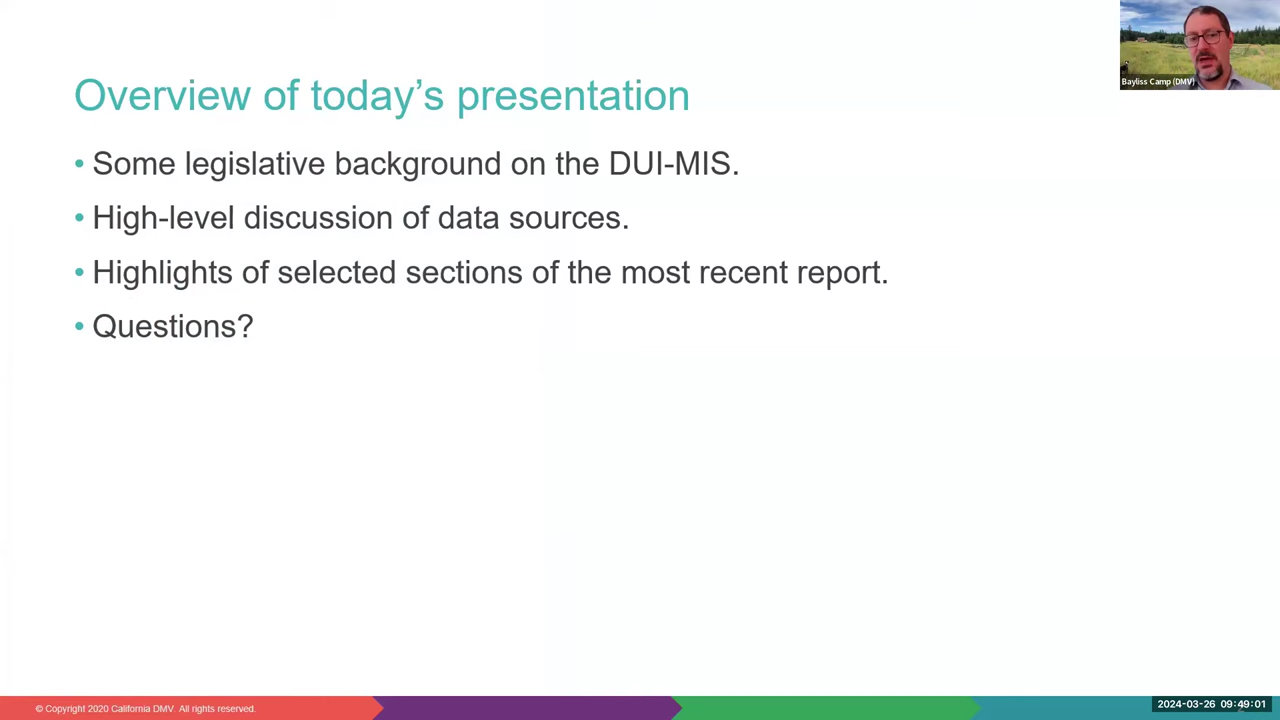 Bayliss Camp (DMV)
Overview of today's presentation
• Some legislative background on the DUI-MIS.
• High-level discussion of data sources.
• Highlights of selected sections of the most recent report.
• Questions?
© Copyright 2020 California DMV. All rights reserved.
2024-03-26 09:49:01